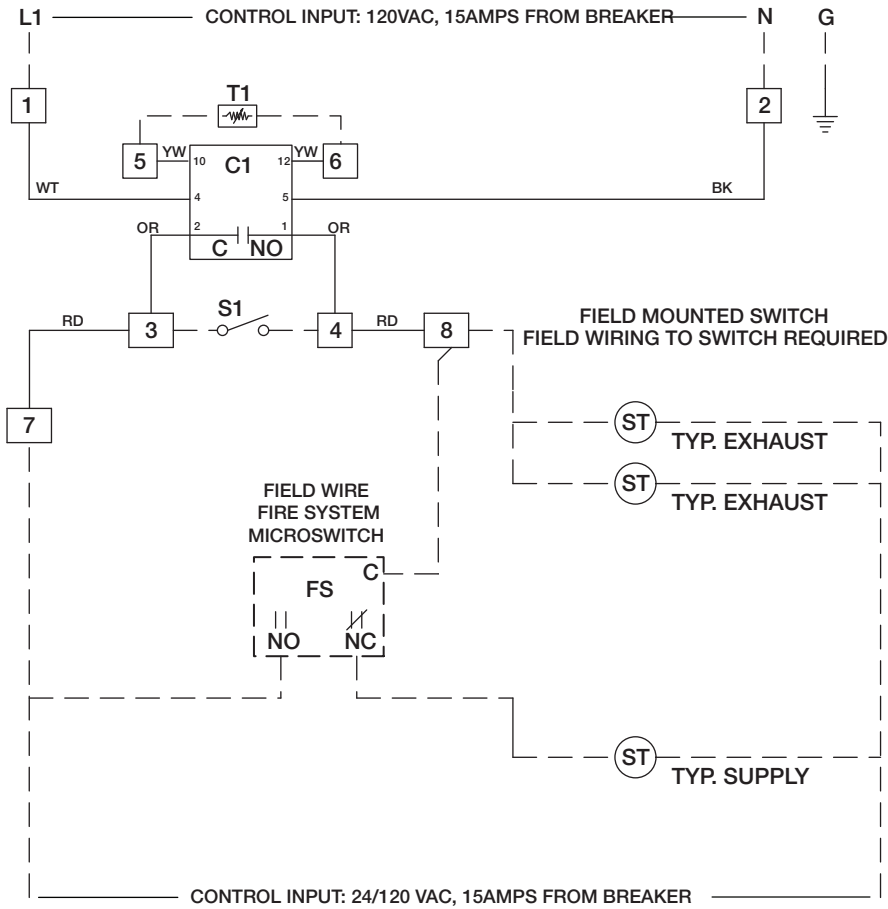 L1 CONTROL INPUT: 120VAC, 15AMPS FROM BREAKER N G
1 T1 2
5 YW 10 C1 12 YW 6
WT 4 5 BK
OR 2 1 OR
C NO
RD 3 S1 4 RD 8
FIELD MOUNTED SWITCH
FIELD WIRING TO SWITCH REQUIRED
7
ST
TYP. EXHAUST
ST
TYP. EXHAUST
FIELD WIRE
FIRE SYSTEM
MICROSWITCH
C
FS
NO NC
ST
TYP. SUPPLY
CONTROL INPUT: 24/120 VAC, 15AMPS FROM BREAKER